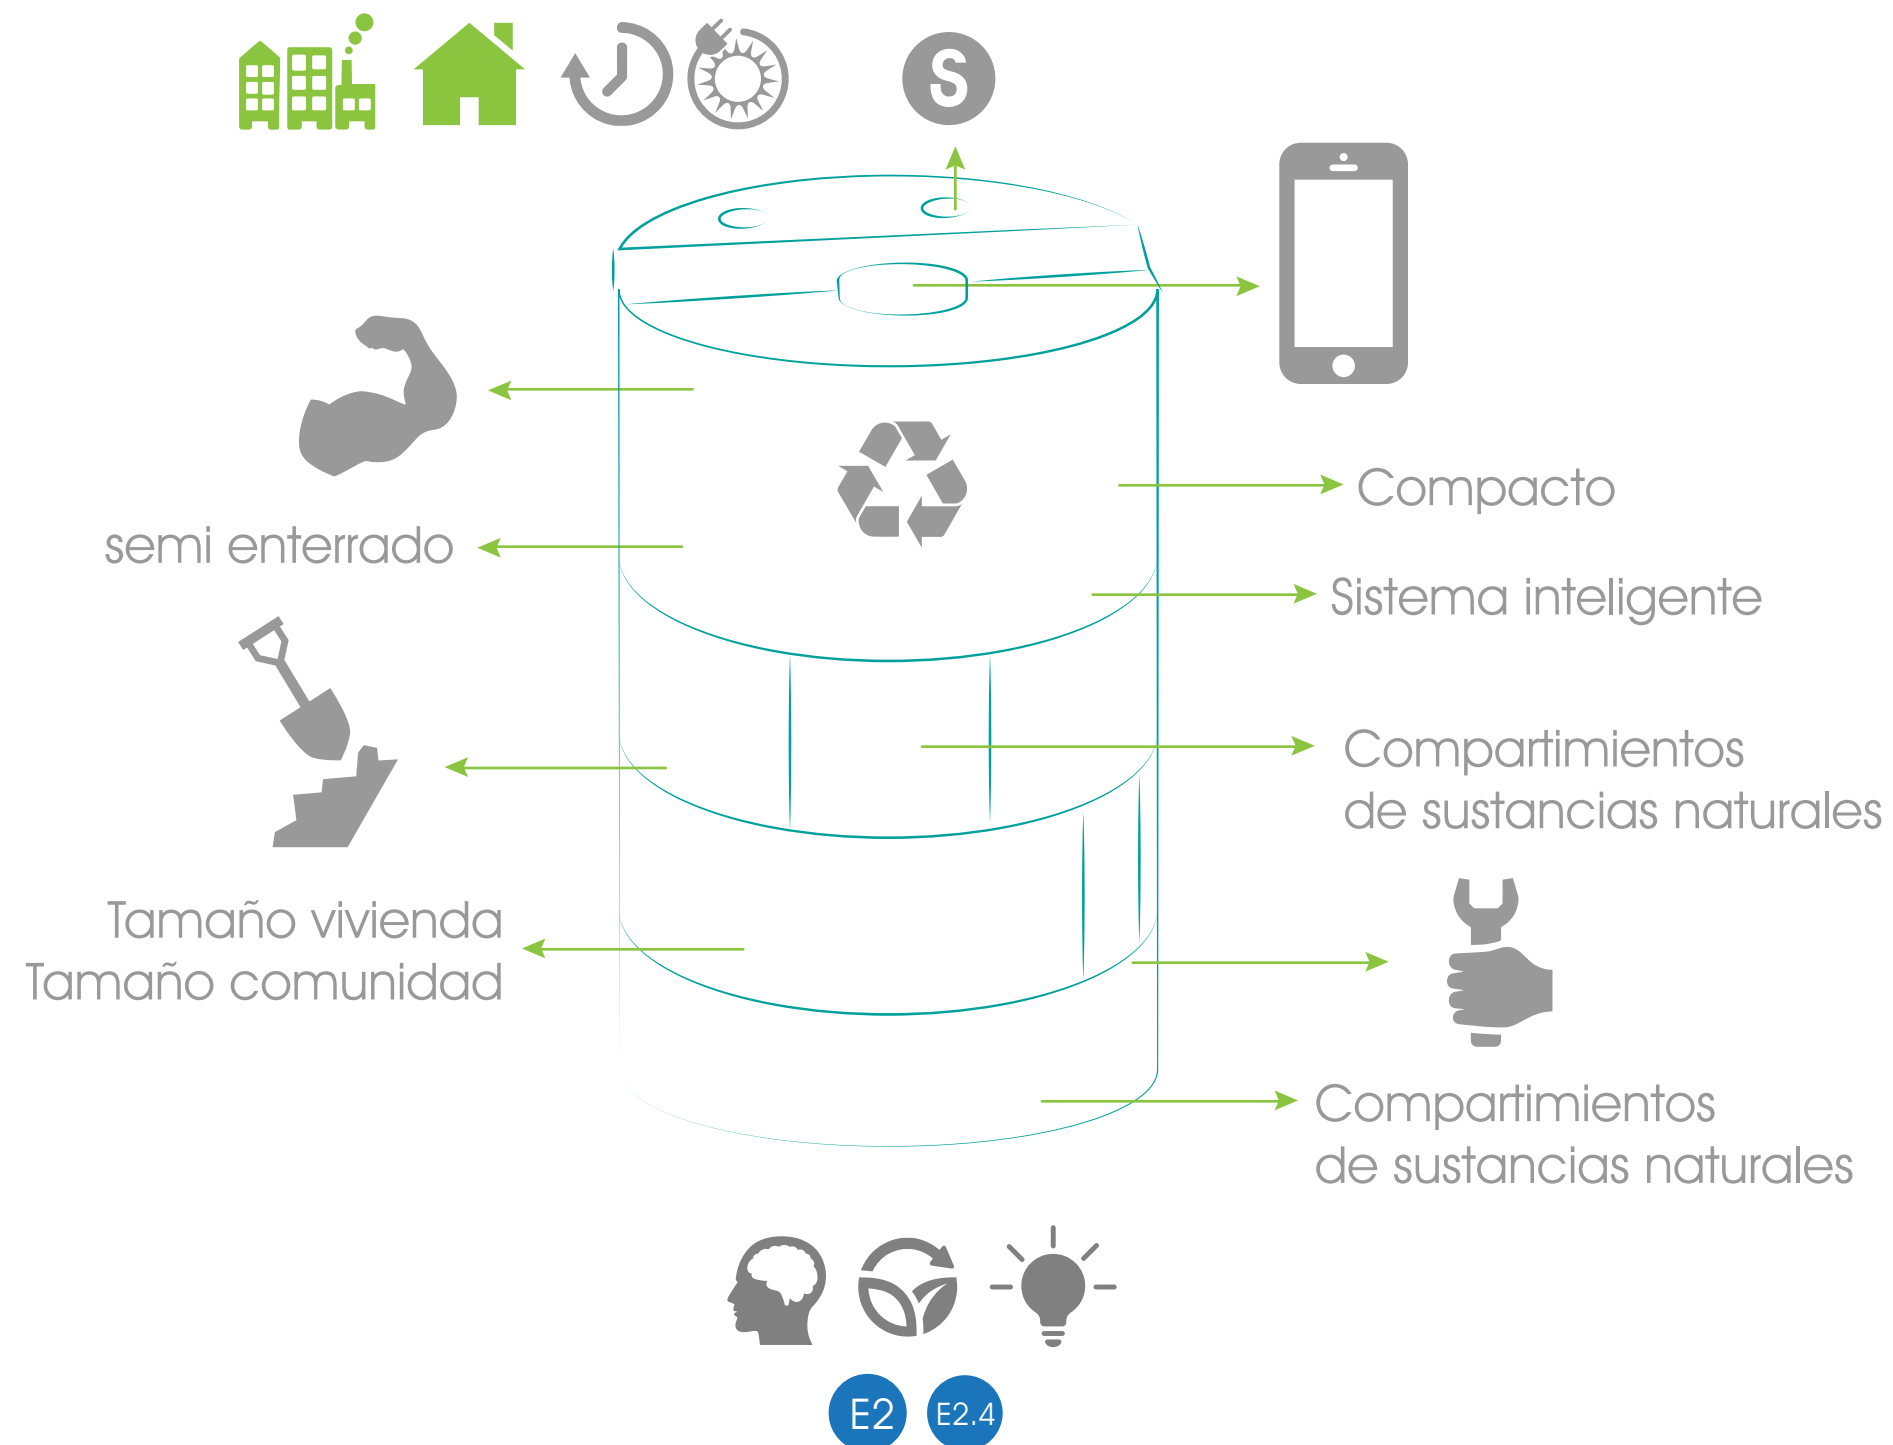 S
Compacto
semi enterrado
Sistema inteligente
Compartimientos
de sustancias naturales
Tamaño vivienda
Tamaño comunidad
Compartimientos
de sustancias naturales
E2
E2.4